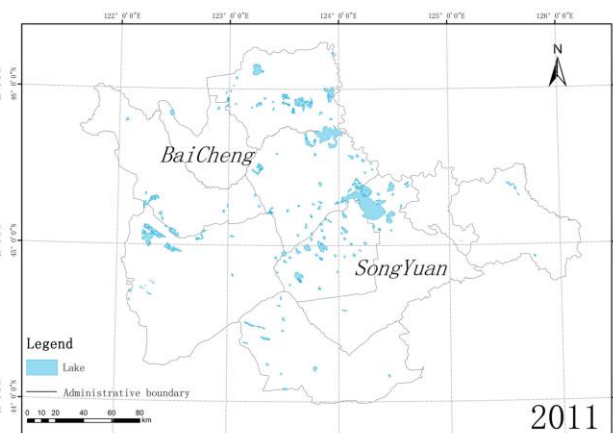 122° 0′0″E 123° 0′0″E 124° 0′0″E 125° 0′0″E 126° 0′0″E
N
BaiCheng
SongYuan
Legend
Lake
Administrative boundary
0 10 20 40 60 80
km
2011